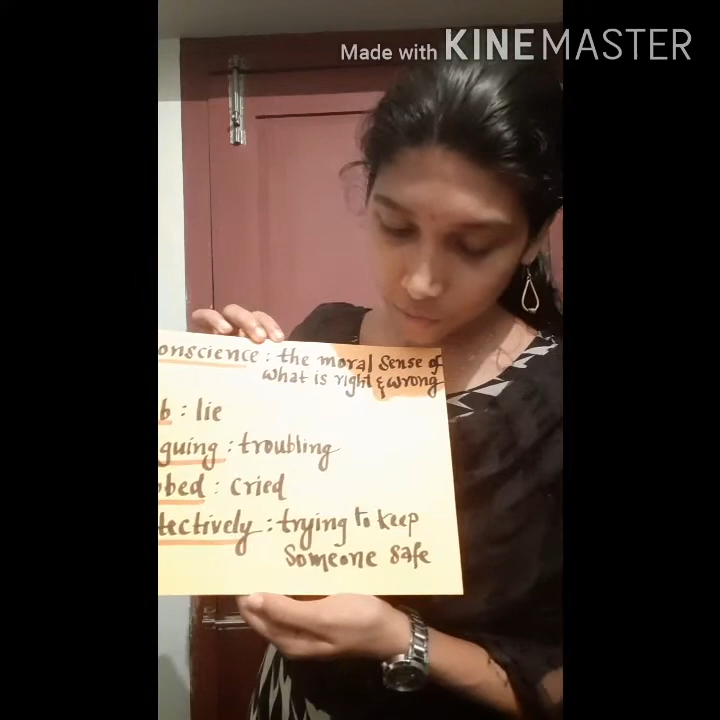 Made with KINEMASTER
onscience : the moral sense of
what is right & wrong
b : lie
guing : troubling
bbed : cried
tectively : trying to keep
someone safe